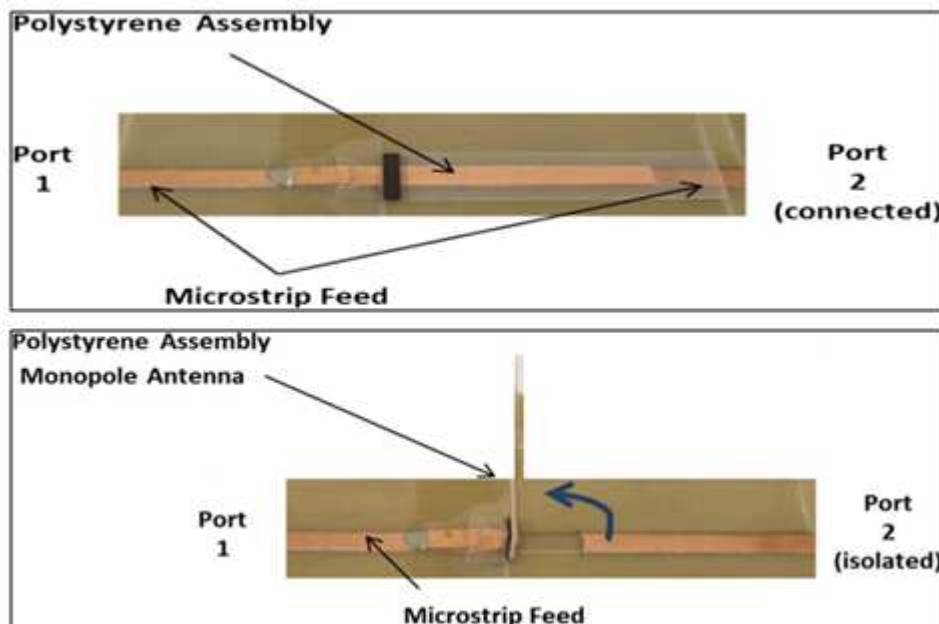 Polystyrene Assembly
Port
1
Port
2
(connected)
Microstrip Feed
Polystyrene Assembly
Monopole Antenna
Port
1
Port
2
(isolated)
Microstrip Feed